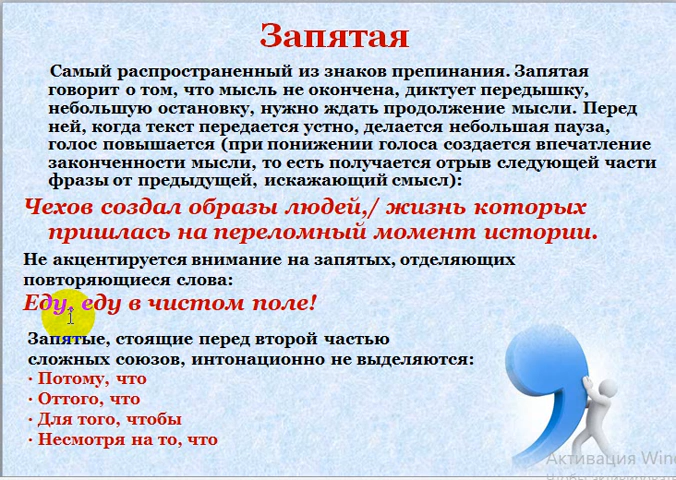 Запятая
Самый распространенный из знаков препинания. Запятая
говорит о том, что мысль не окончена, диктует передышку,
небольшую остановку, нужно ждать продолжение мысли. Перед
ней, когда текст передается устно, делается небольшая пауза,
голос повышается (при понижении голоса создается впечатление
законченности мысли, то есть получается отрыв следующей части
фразы от предыдущей, искажающий смысл):
Чехов создал образы людей,/ жизнь которых
пришлась на переломный момент истории.
Не акцентируется внимание на запятых, отделяющих
повторяющиеся слова:
Еду, еду в чистом поле!
Запятые, стоящие перед второй частью
сложных союзов, интонационно не выделяются:
· Потому, что
· Оттого, что
· Для того, чтобы
· Несмотря на то, что
Активация Wind